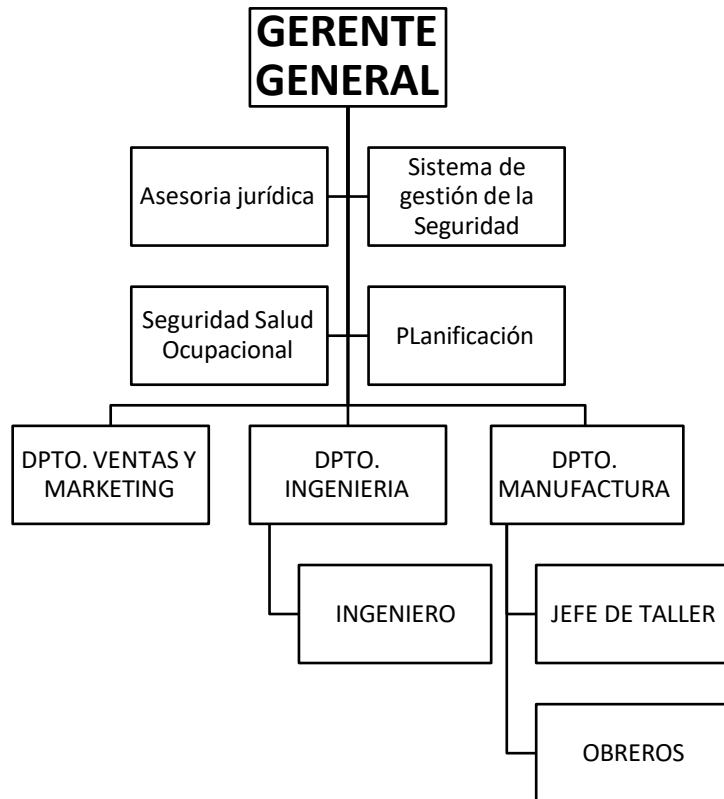 GERENTE
GENERAL
Asesoria jurídica
Sistema de
gestión de la
Seguridad
Seguridad Salud
Ocupacional
PLanificación
DPTO. VENTAS Y
MARKETING
DPTO.
INGENIERIA
DPTO.
MANUFACTURA
INGENIERO
JEFE DE TALLER
OBREROS